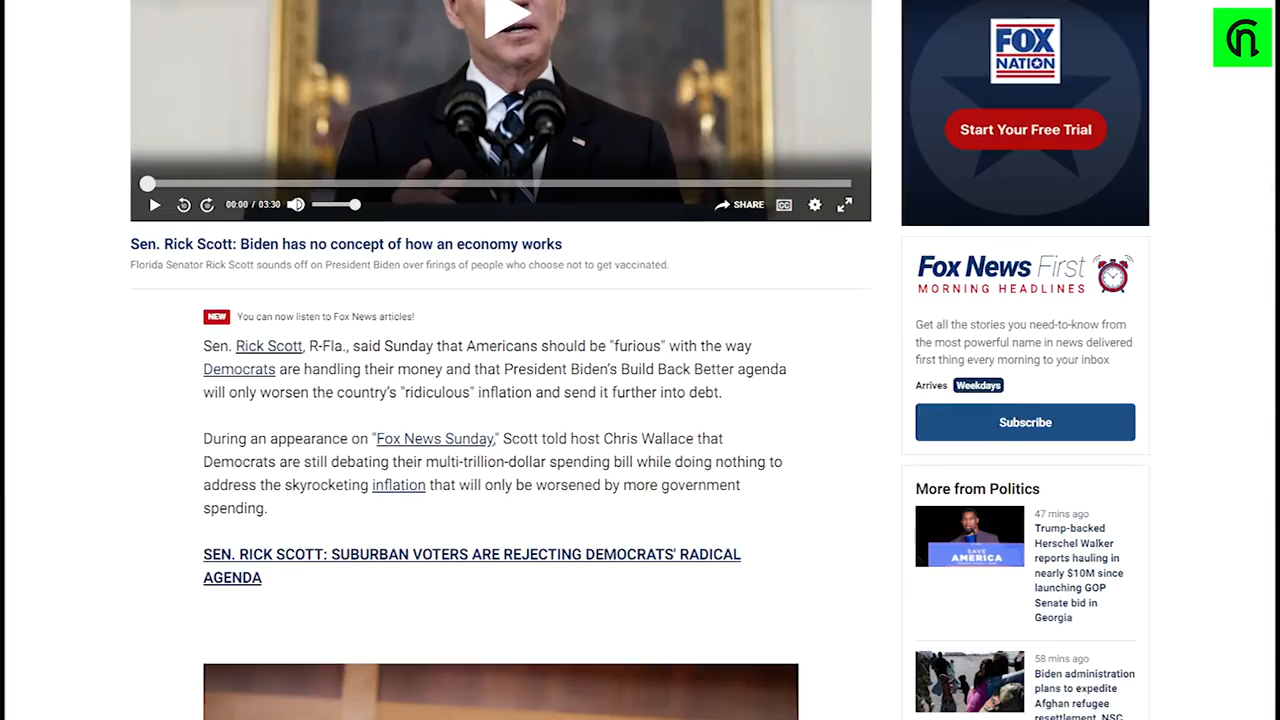 FOX
NATION
Start Your Free Trial
00:00 / 03:30
SHARE
CC
Sen. Rick Scott: Biden has no concept of how an economy works
Florida Senator Rick Scott sounds off on President Biden over firings of people who choose not to get vaccinated.
NEW You can now listen to Fox News articles!
Sen. Rick Scott, R-Fla., said Sunday that Americans should be "furious" with the way
Democrats are handling their money and that President Biden's Build Back Better agenda
will only worsen the country's "ridiculous" inflation and send it further into debt.
During an appearance on "Fox News Sunday," Scott told host Chris Wallace that
Democrats are still debating their multi-trillion-dollar spending bill while doing nothing to
address the skyrocketing inflation that will only be worsened by more government
spending.
SEN. RICK SCOTT: SUBURBAN VOTERS ARE REJECTING DEMOCRATS' RADICAL
AGENDA
Fox News First
MORNING HEADLINES
Get all the stories you need-to-know from
the most powerful name in news delivered
first thing every morning to your inbox
Arrives Weekdays
Subscribe
More from Politics
47 mins ago
Trump-backed
Herschel Walker
reports hauling in
nearly $10M since
launching GOP
Senate bid in
Georgia
SAVE
AMERICA
58 mins ago
Biden administration
plans to expedite
Afghan refugee
resettlement, NSC